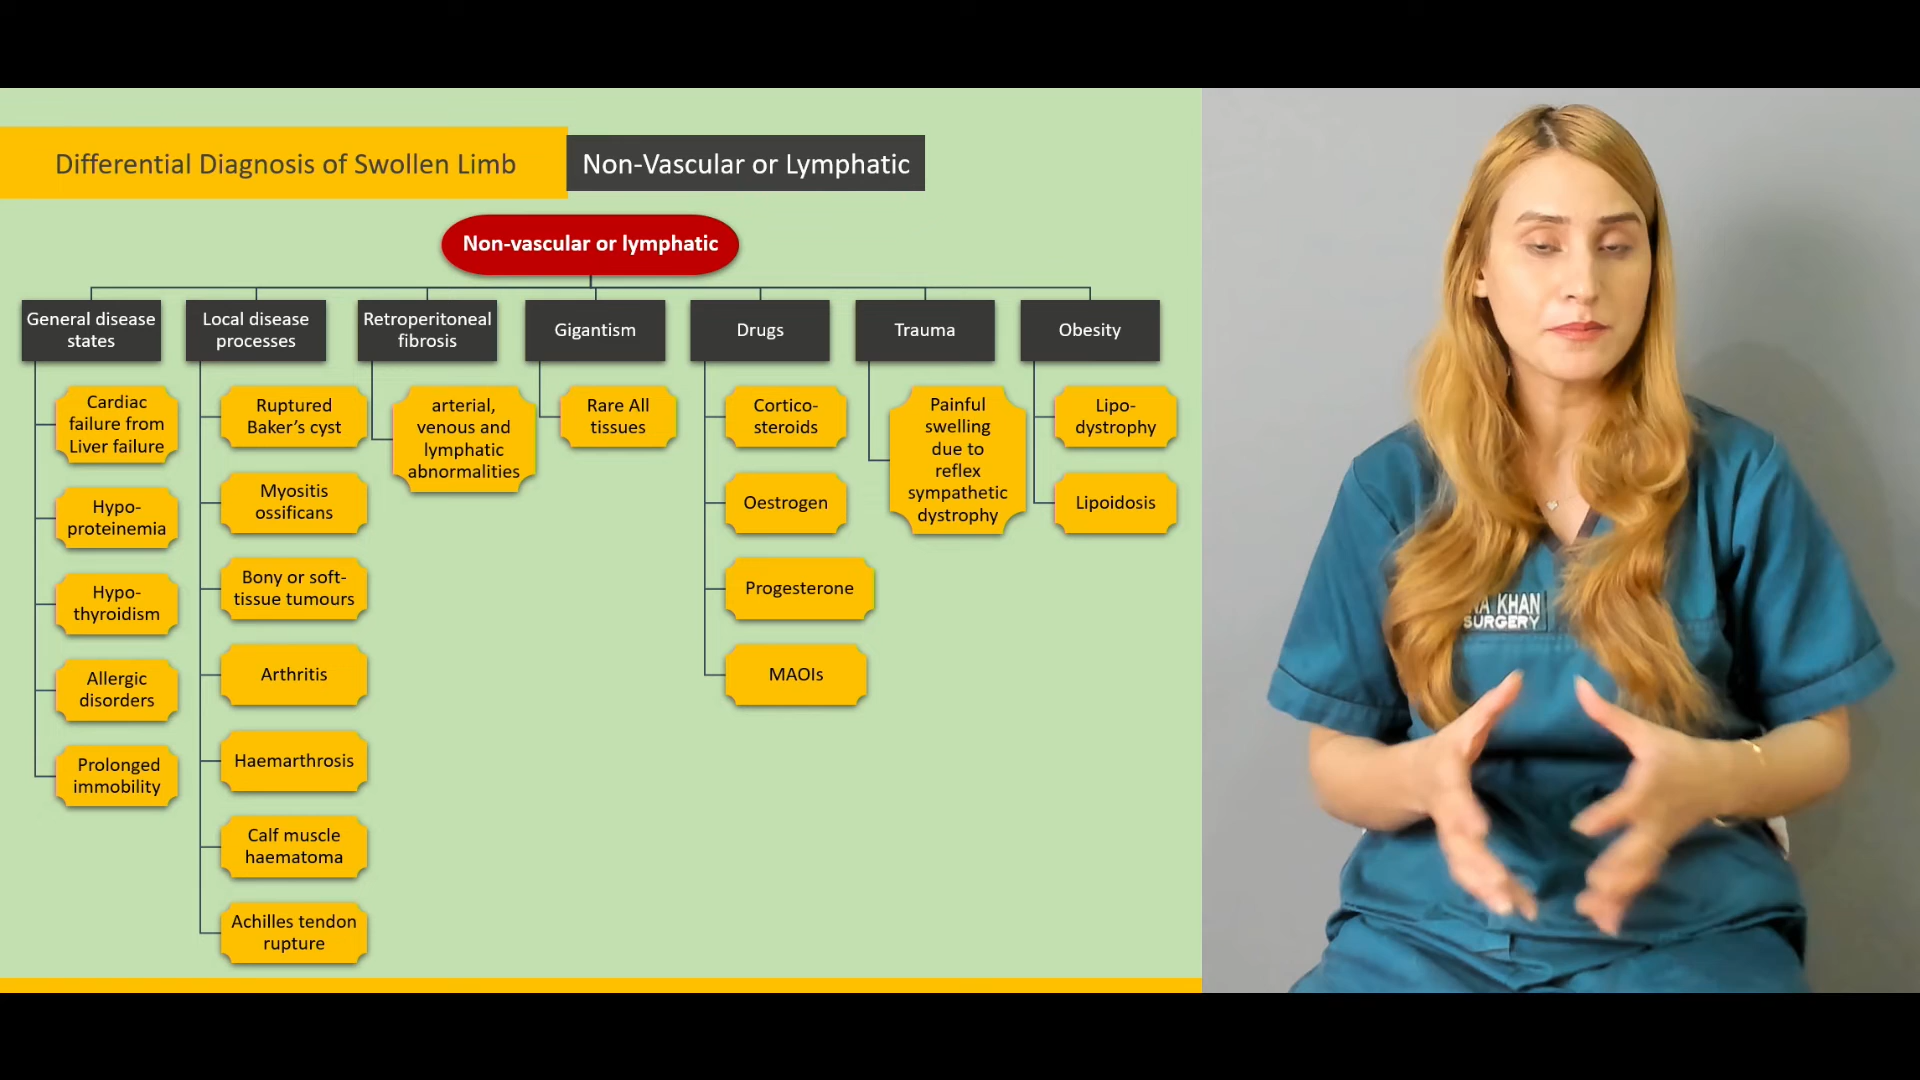 Differential Diagnosis of Swollen Limb
Non-Vascular or Lymphatic
Non-vascular or lymphatic
General disease
states
Cardiac
failure from
Liver failure
Hypo-
proteinemia
Hypo-
thyroidism
Allergic
disorders
Prolonged
immobility
Local disease
processes
Ruptured
Baker's cyst
Myositis
ossificans
Bony or soft-
tissue tumours
Arthritis
Haemarthrosis
Calf muscle
haematoma
Achilles tendon
rupture
Retroperitoneal
fibrosis
arterial,
venous and
lymphatic
abnormalities
Gigantism
Rare All
tissues
Drugs
Cortico-
steroids
Oestrogen
Progesterone
MAOIs
Trauma
Painful
swelling
due to
reflex
sympathetic
dystrophy
Obesity
Lipo-
dystrophy
Lipoidosis
KHAN
SURGERY